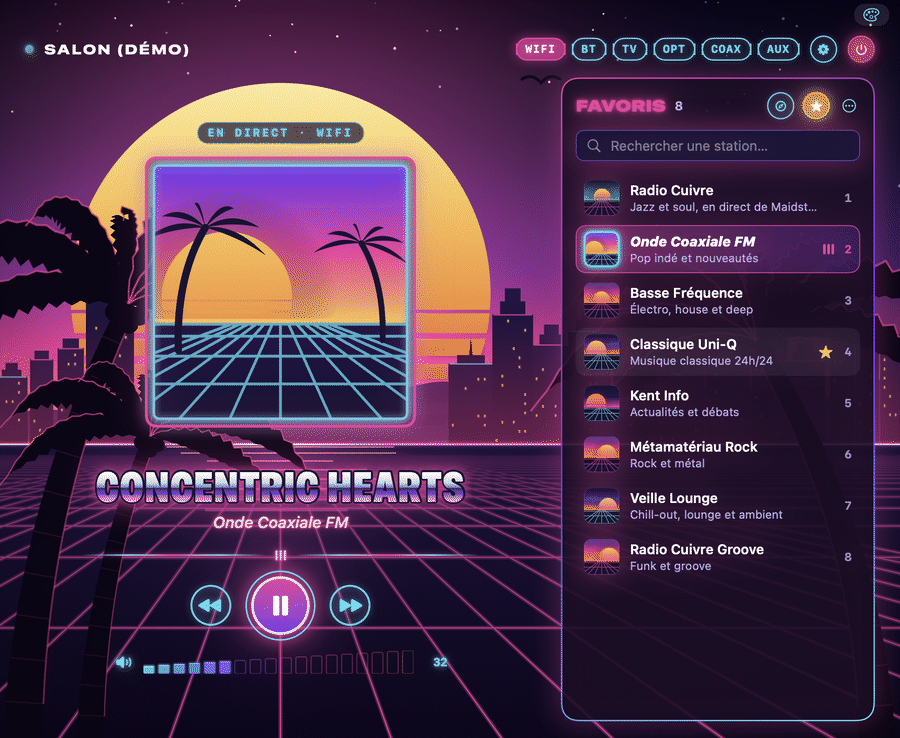 SALON (DÉMO)
WIFI
BT
TV
OPT
COAX
AUX
EN DIRECT · WIFI
CONCENTRIC HEARTS
Onde Coaxiale FM
32
FAVORIS 8
Rechercher une station...
Radio Cuivre
Jazz et soul, en direct de Maidst...
1
Onde Coaxiale FM
Pop indé et nouveautés
2
Basse Fréquence
Électro, house et deep
3
Classique Uni-Q
Musique classique 24h/24
4
Kent Info
Actualités et débats
5
Métamatériau Rock
Rock et métal
6
Veille Lounge
Chill-out, lounge et ambient
7
Radio Cuivre Groove
Funk et groove
8